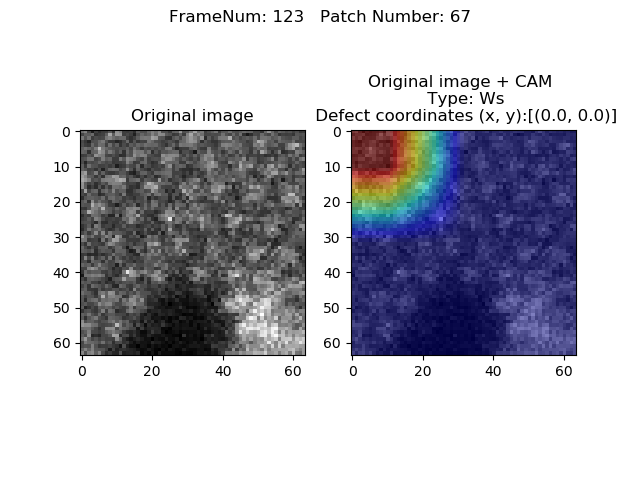 FrameNum: 123   Patch Number: 67
Original image
0
10
20
30
40
50
60
0 20 40 60
Original image + CAM
Type: Ws
Defect coordinates (x, y):[(0.0, 0.0)]
0
10
20
30
40
50
60
0 20 40 60